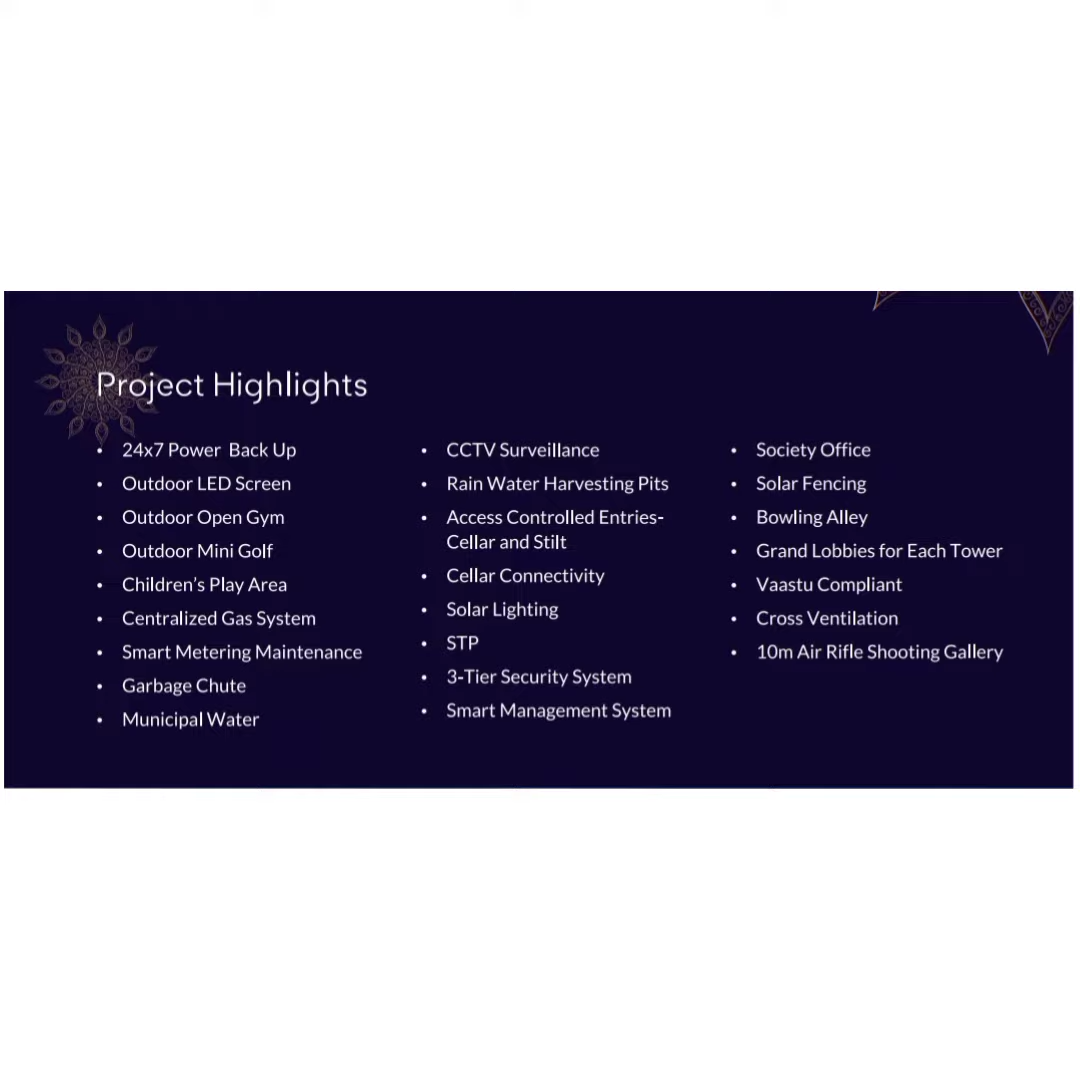 Project Highlights
• 24x7 Power Back Up
• Outdoor LED Screen
• Outdoor Open Gym
• Outdoor Mini Golf
• Children’s Play Area
• Centralized Gas System
• Smart Metering Maintenance
• Garbage Chute
• Municipal Water
• CCTV Surveillance
• Rain Water Harvesting Pits
• Access Controlled Entries-
Cellar and Stilt
• Cellar Connectivity
• Solar Lighting
• STP
• 3-Tier Security System
• Smart Management System
• Society Office
• Solar Fencing
• Bowling Alley
• Grand Lobbies for Each Tower
• Vaastu Compliant
• Cross Ventilation
• 10m Air Rifle Shooting Gallery